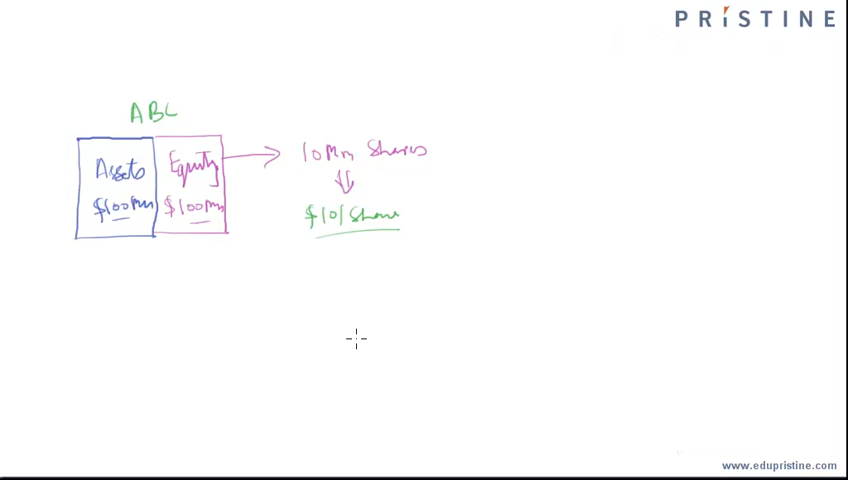 PRISTINE
ABC
Assets
$100Mn
Equity
$100Mn
10Mn Shares
$10/Share
www.edupristine.com